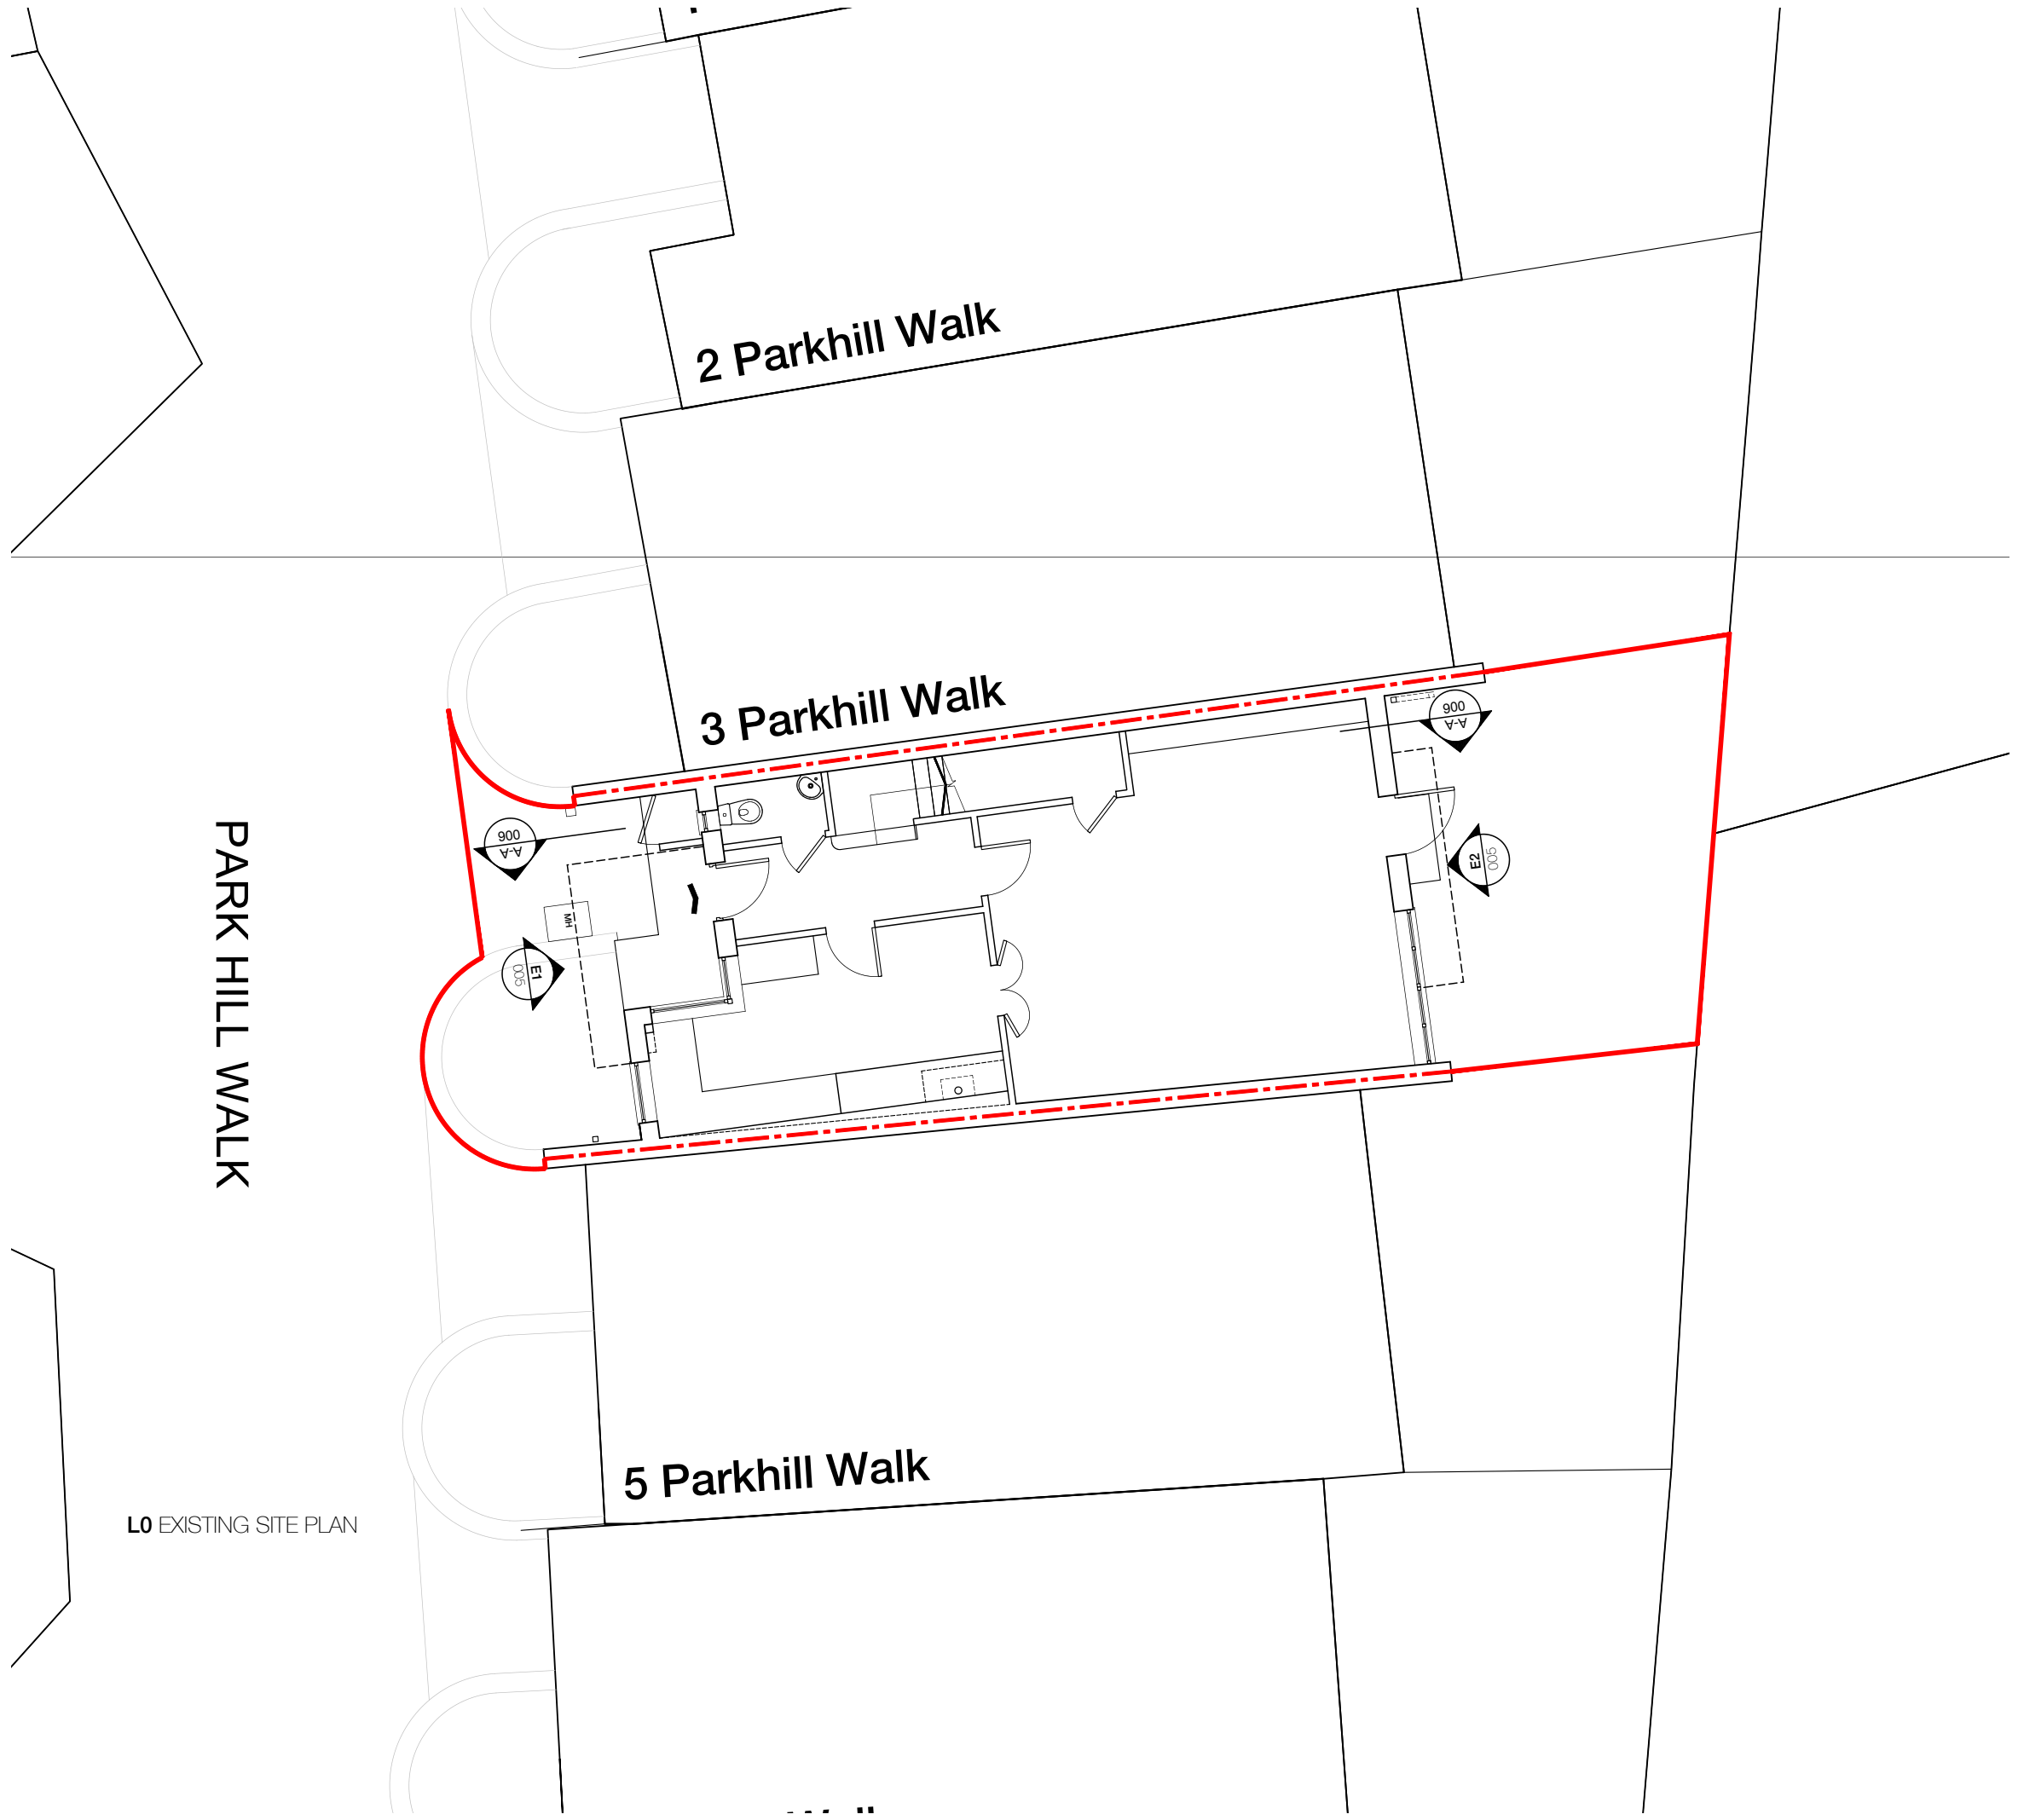 2 Parkhill Walk
3 Parkhill Walk
900
A-A
900
A-A
E2
005
MH
E1
005
PARK HILL WALK
5 Parkhill Walk
L0 EXISTING SITE PLAN